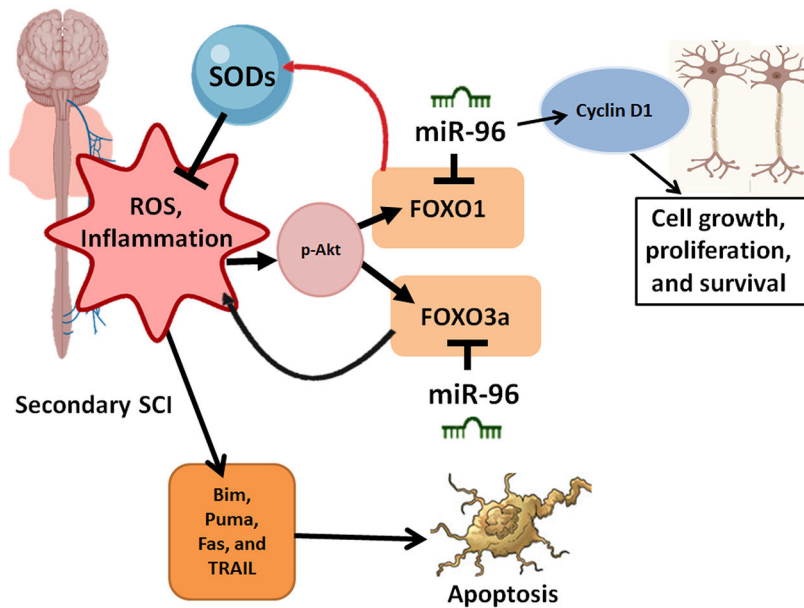 SODs
miR-96
Cyclin D1
ROS,
Inflammation
FOXO1
p-Akt
Cell growth,
proliferation,
and survival
FOXO3a
Secondary SCI
miR-96
Bim,
Puma,
Fas, and
TRAIL
Apoptosis